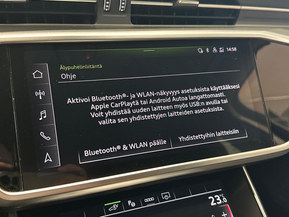 14:58
Älypuhelinliitäntä
Ohje
Aktivoi Bluetooth®- ja WLAN-näkyvyys asetuksista käyttääksesi
Apple CarPlaytä tai Android Autoa langattomasti.
Voit yhdistää uuden laitteen myös USB:n avulla tai
valita sen yhdistettyjen laitteiden asetuksista.
Bluetooth® & WLAN päälle
Yhdistettyihin laitteisiin
23